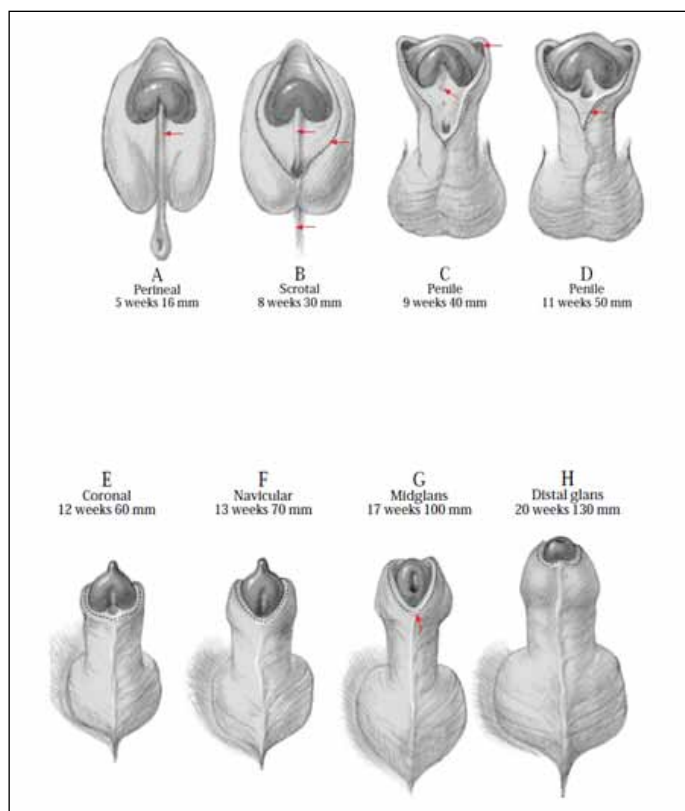 A
Perineal
5 weeks 16 mm
B
Scrotal
8 weeks 30 mm
C
Penile
9 weeks 40 mm
D
Penile
11 weeks 50 mm
E
Coronal
12 weeks 60 mm
F
Navicular
13 weeks 70 mm
G
Midglans
17 weeks 100 mm
H
Distal glans
20 weeks 130 mm